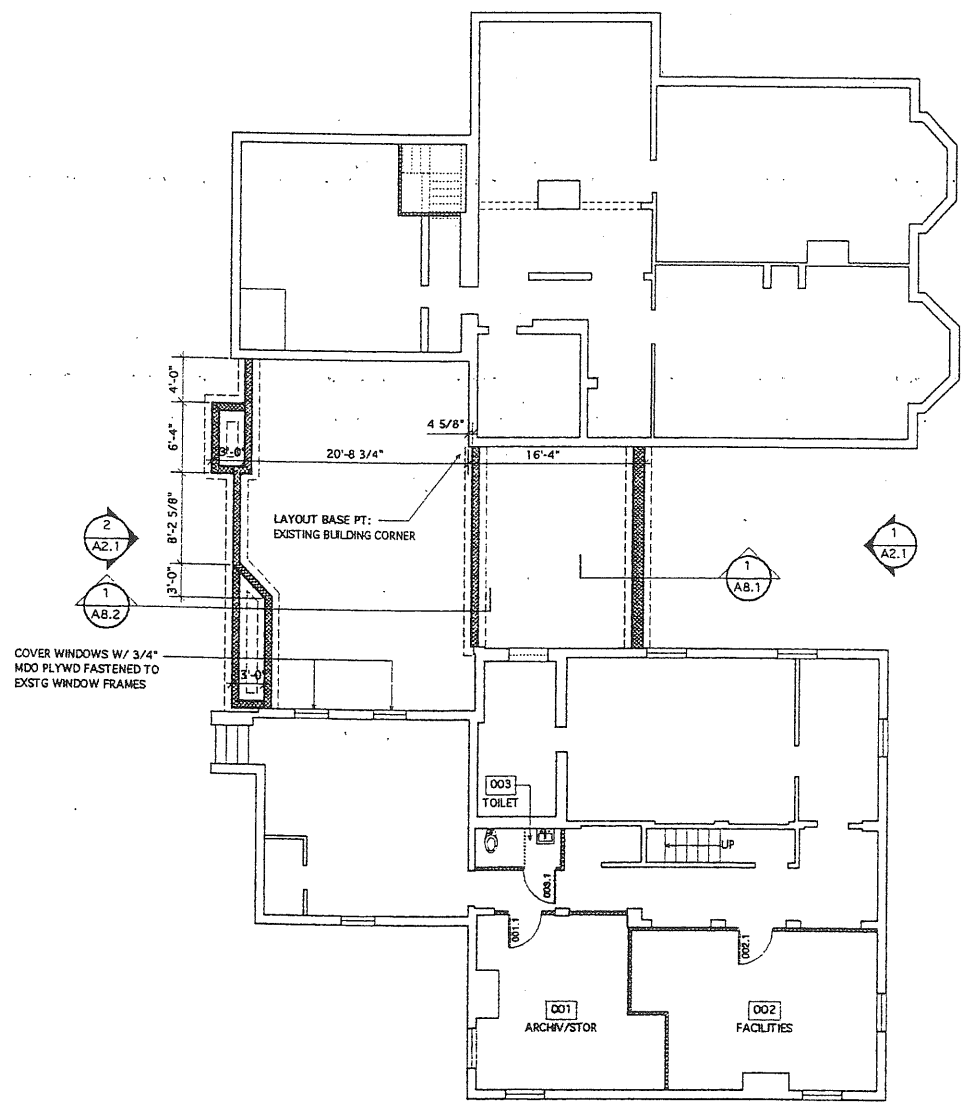 4'-0"
6'-4"
3'-0"
8'-2 5/8"
3'-0"
3'-0"
4 5/8"
20'-8 3/4"
16'-4"
LAYOUT BASE PT:
EXISTING BUILDING CORNER
2
A2.1
1
A8.2
1
A8.1
1
A2.1
COVER WINDOWS W/ 3/4"
MDO PLYWD FASTENED TO
EXSTG WINDOW FRAMES
003
TOILET
UP
003.1
001.1
002.1
001
ARCHIV/STOR
002
FACILITIES